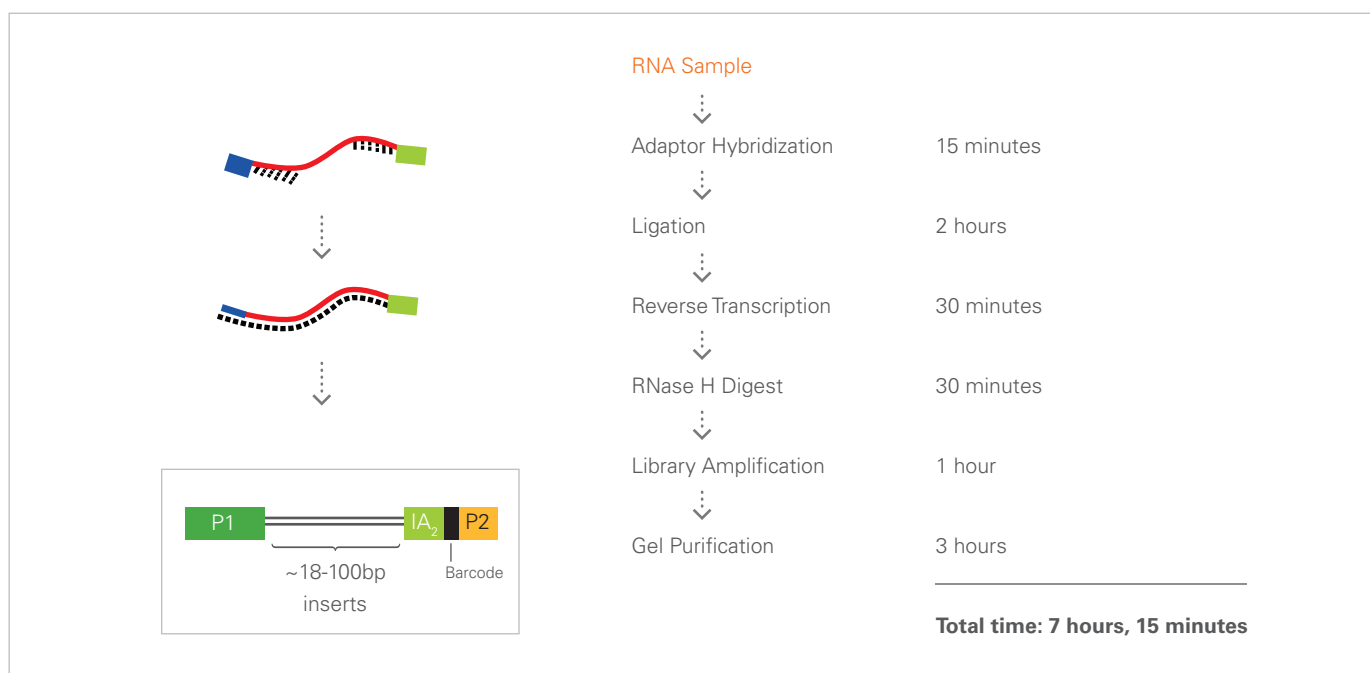 RNA Sample
Adaptor Hybridization 15 minutes
Ligation 2 hours
Reverse Transcription 30 minutes
RNase H Digest 30 minutes
Library Amplification 1 hour
Gel Purification 3 hours
Total time: 7 hours, 15 minutes
P1 IA₂ P2
~18-100bp Barcode
inserts